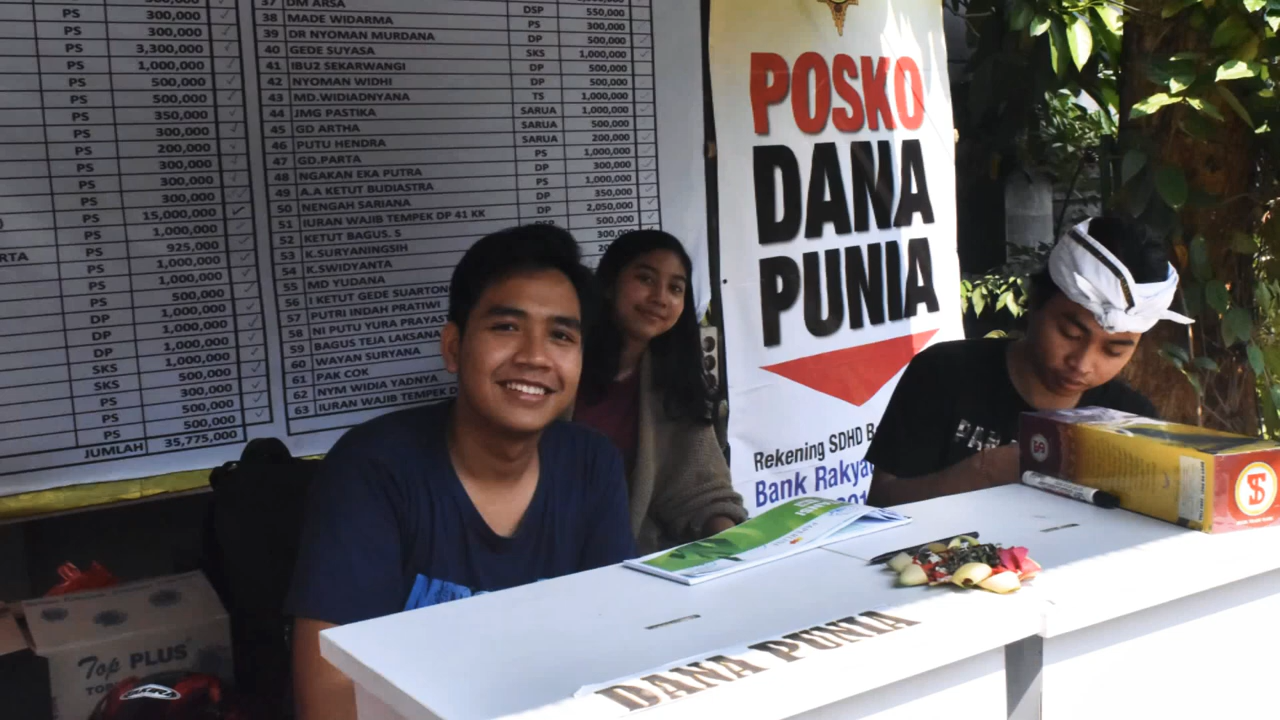 PS 300,000
PS 300,000
PS 3,300,000
PS 1,000,000
PS 500,000
PS 500,000
PS 350,000
PS 300,000
PS 200,000
PS 300,000
PS 300,000
PS 300,000
PS 15,000,000
PS 1,000,000
RTA PS 925,000
PS 1,000,000
PS 1,000,000
PS 500,000
DP 1,000,000
DP 1,000,000
DP 1,000,000
SKS 500,000
SKS 300,000
PS 500,000
PS 500,000
JUMLAH 35,775,000
37 DM ARSA
38 MADE WIDARMA
39 DR NYOMAN MURDANA
40 GEDE SUYASA
41 IBU2 SEKARWANGI
42 NYOMAN WIDHI
43 MD.WIDIADNYANA
44 JMG PASTIKA
45 GD ARTHA
46 PUTU HENDRA
47 GD.PARTA
48 NGAKAN EKA PUTRA
49 A.A KETUT BUDIASTRA
50 NENGAH SARIANA
51 IURAN WAJIB TEMPEK DP 41 KK
52 KETUT BAGUS. S
53 K.SURYANINGSIH
54 K.SWIDYANTA
55 MD YUDANA
56 I KETUT GEDE SUARTON
57 PUTRI INDAH PRATIWI
58 NI PUTU YURA PRAYAST
59 BAGUS TEJA LAKSANA
60 WAYAN SURYANA
61 PAK COK
62 NYM WIDIA YADNYA
63 IURAN WAJIB TEMPEK D
DSP 550,000
PS 300,000
DP 500,000
SKS 1,000,000
DP 500,000
DP 500,000
TS 1,000,000
SARUA 1,000,000
SARUA 500,000
SARUA 200,000
PS 1,000,000
DP 300,000
PS 1,000,000
DP 350,000
DP 2,050,000
500,000
POSKO
DANA
PUNIA
Rekening SDHD B
Bank Rakya
DANA PUNIA
Top PLUS